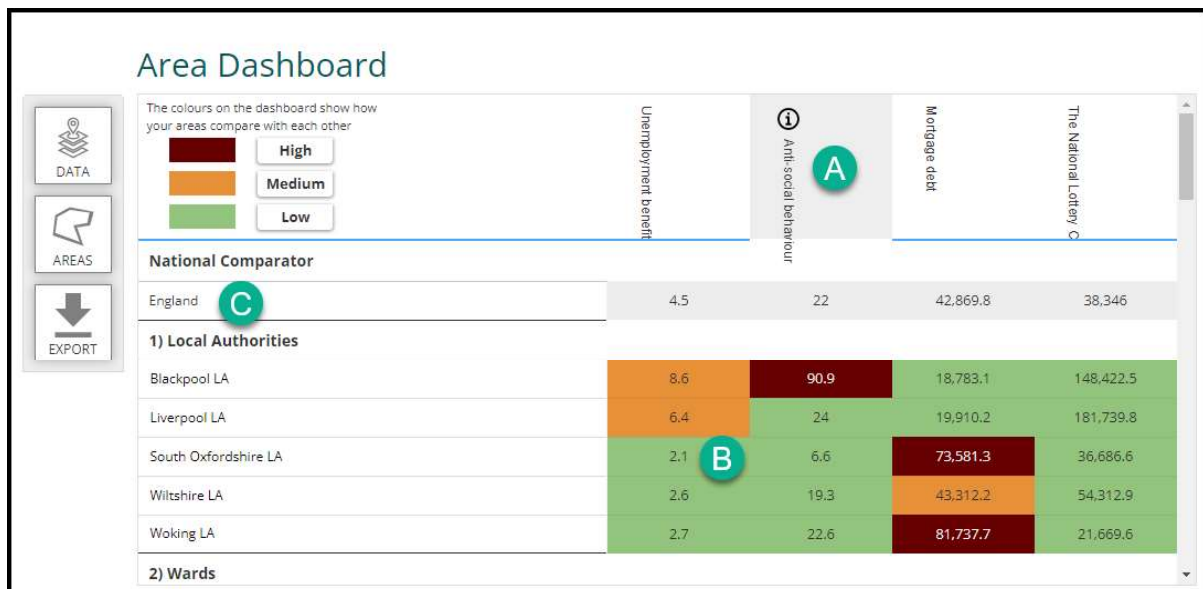 Area Dashboard
DATA
AREAS
EXPORT
The colours on the dashboard show how
your areas compare with each other
High
Medium
Low
Unemployment benefit
Anti-social behaviour
A
Mortgage debt
The National Lottery C
National Comparator
England C 4.5 22 42,869.8 38,346
1) Local Authorities
Blackpool LA 8.6 90.9 18,783.1 148,422.5
Liverpool LA 6.4 24 19,910.2 181,739.8
South Oxfordshire LA 2.1 B 6.6 73,581.3 36,686.6
Wiltshire LA 2.6 19.3 43,312.2 54,312.9
Woking LA 2.7 22.6 81,737.7 21,669.6
2) Wards